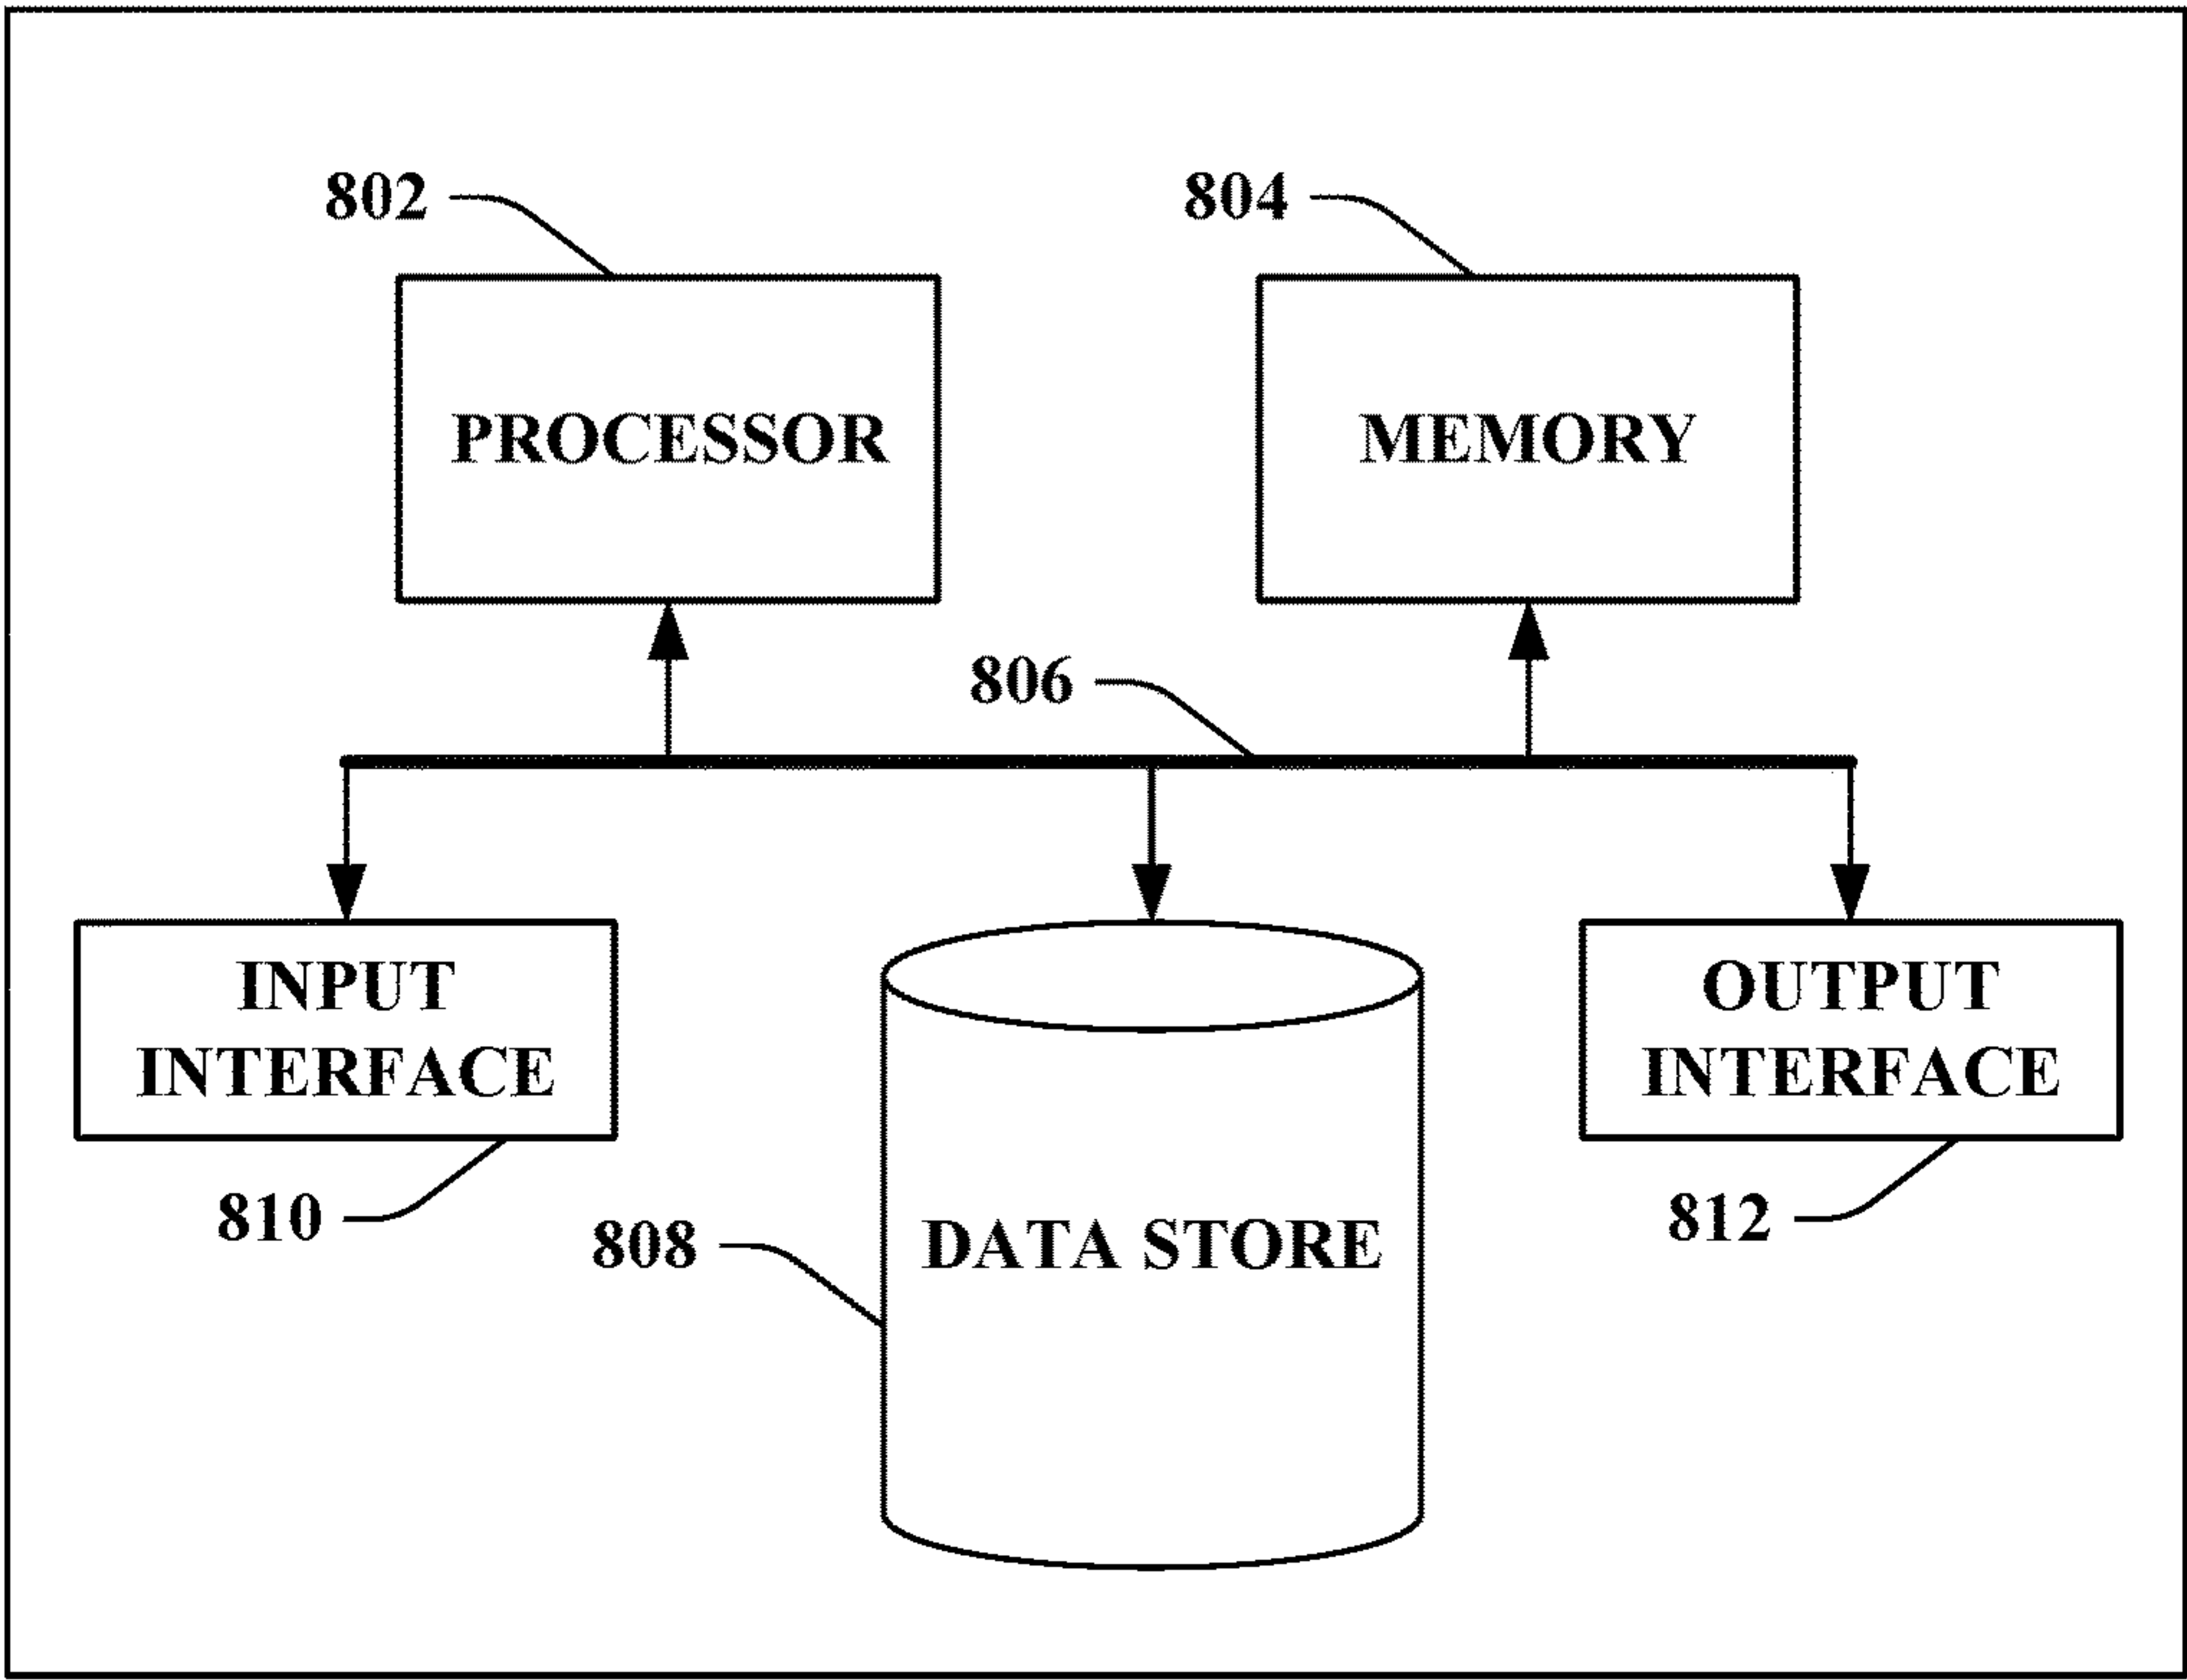 802
804
PROCESSOR
MEMORY
806
INPUT
INTERFACE
OUTPUT
INTERFACE
810
808
DATA STORE
812